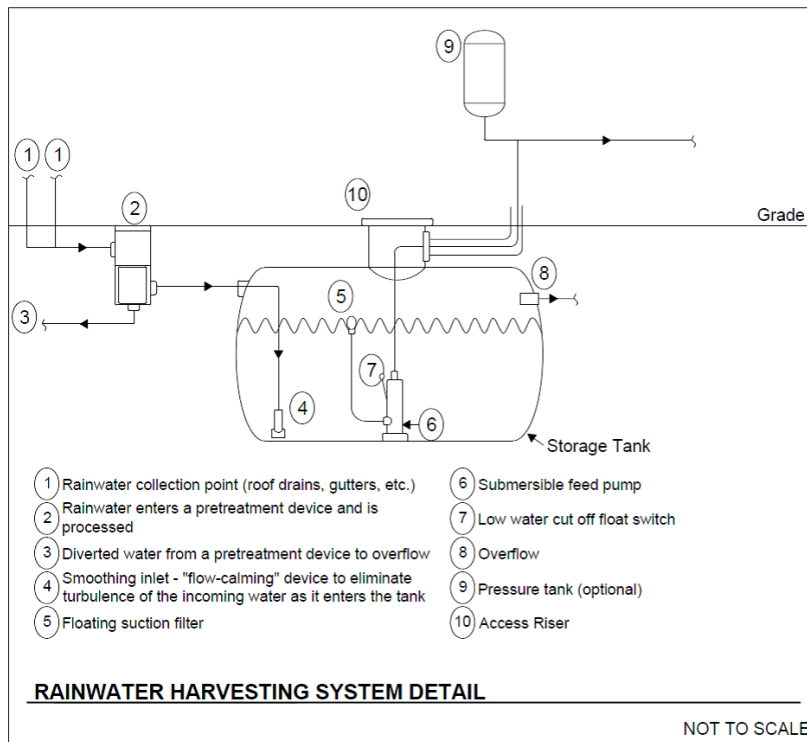 9
1 1
2
10
Grade
8
5
3
7
4
6
Storage Tank
1 Rainwater collection point (roof drains, gutters, etc.)
2 Rainwater enters a pretreatment device and is
processed
3 Diverted water from a pretreatment device to overflow
4 Smoothing inlet - "flow-calming" device to eliminate
turbulence of the incoming water as it enters the tank
5 Floating suction filter
6 Submersible feed pump
7 Low water cut off float switch
8 Overflow
9 Pressure tank (optional)
10 Access Riser
RAINWATER HARVESTING SYSTEM DETAIL
NOT TO SCALE